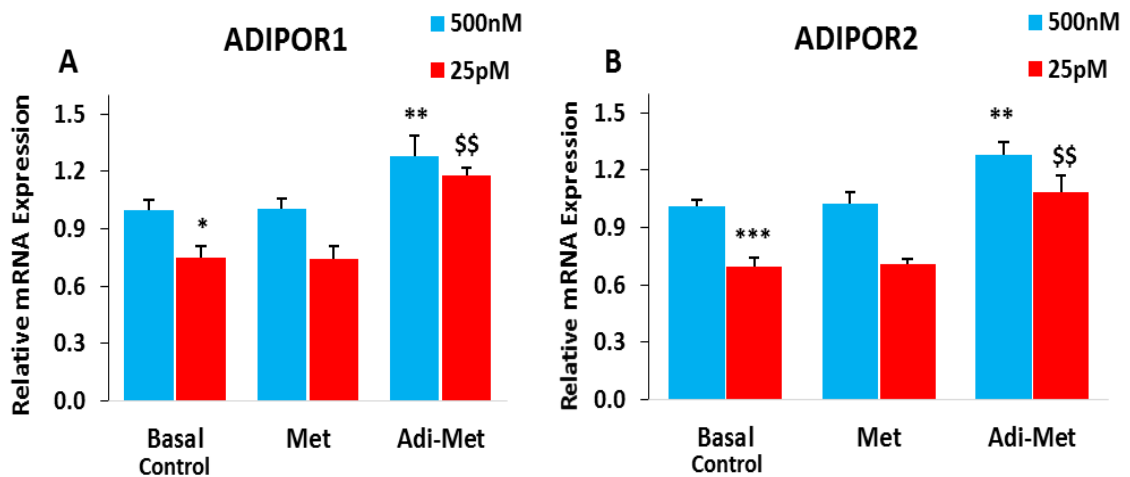 ADIPOR1
500nM
25pM
A
Relative mRNA Expression
1.5
1.2
0.9
0.6
0.3
0.0
*
**
$$
Basal Control
Met
Adi-Met
ADIPOR2
500nM
25pM
B
Relative mRNA Expression
1.5
1.2
0.9
0.6
0.3
0.0
***
**
$$
Basal Control
Met
Adi-Met